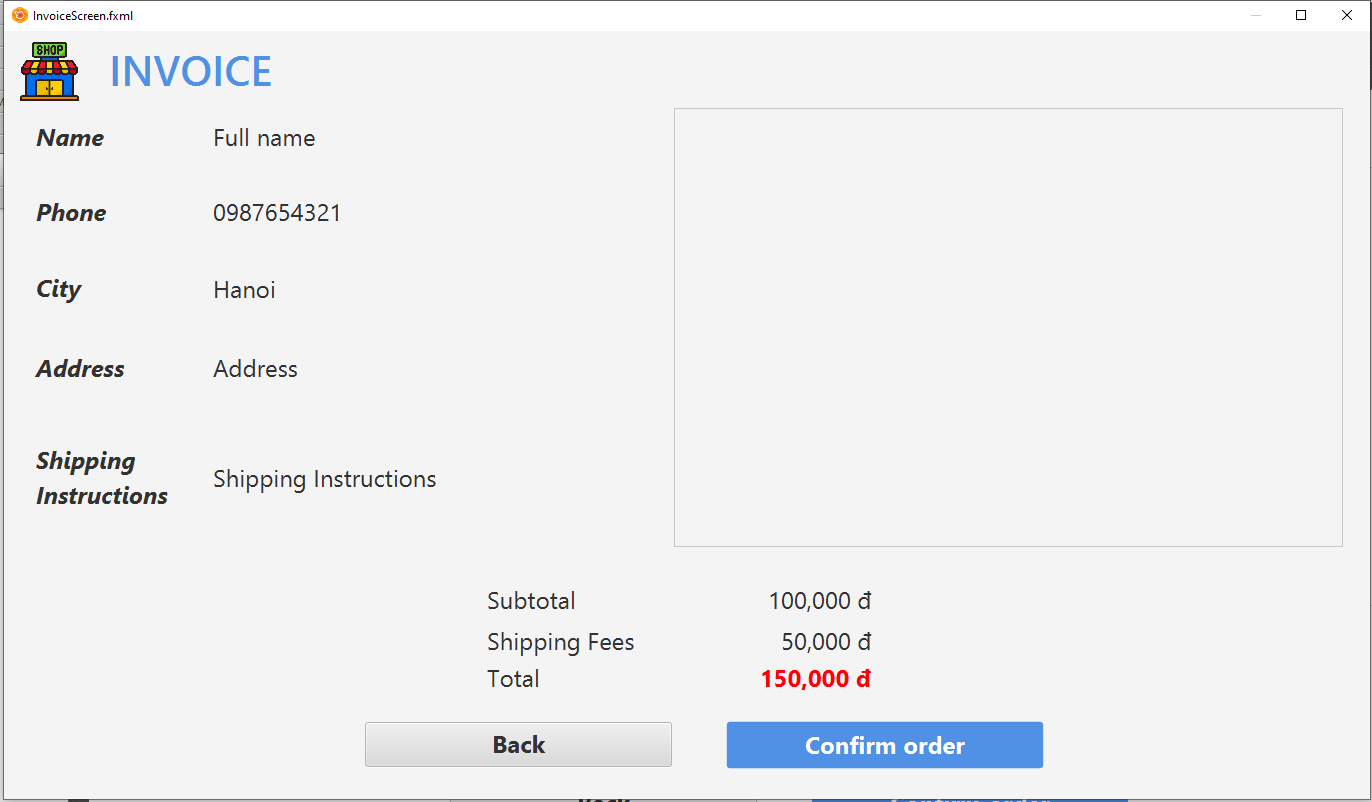 InvoiceScreen.fxml
SHOP
INVOICE
Name Full name
Phone 0987654321
City Hanoi
Address Address
Shipping
Instructions
Shipping Instructions
Subtotal 100,000 đ
Shipping Fees 50,000 đ
Total 150,000 đ
Back Confirm order